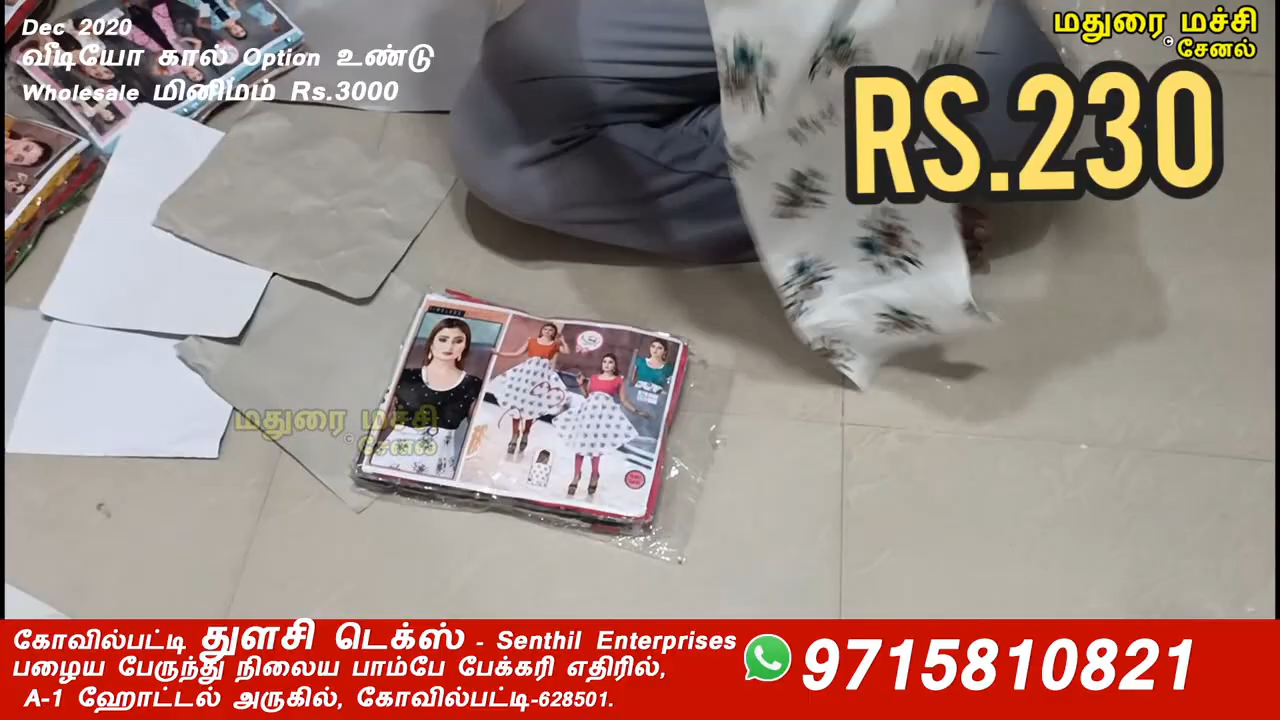 Dec 2020
வீடியோ கால் Option உண்டு
Wholesale மினிமம் Rs.3000
மதுரை மச்சி
© சேனல்
RS.230
மதுரை மச்சி
© சேனல்
கோவில்பட்டி துளசி டெக்ஸ் - Senthil Enterprises
பழைய பேருந்து நிலைய பாம்பே பேக்கரி எதிரில்,
A-1 ஹோட்டல் அருகில், கோவில்பட்டி-628501.
9715810821